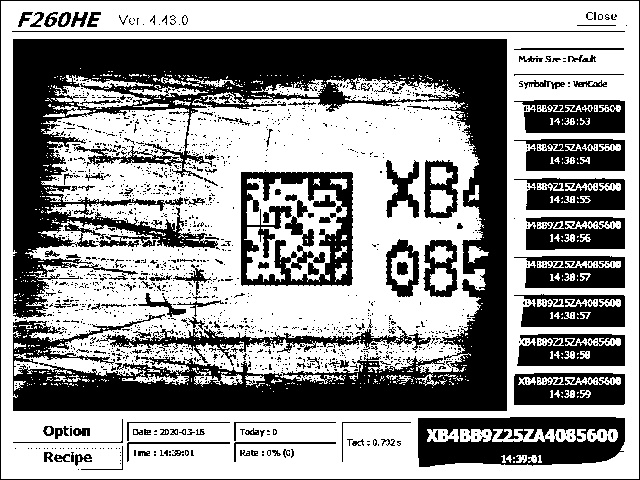 F260HE Ver. 4.43.0
Close
Matrix Size : Default
SymbolType : VeriCode
XB4BB9Z25ZA4085600
14:38:53
XB4BB9Z25ZA4085600
14:38:54
XB4BB9Z25ZA4085600
14:38:55
XB4BB9Z25ZA4085600
14:38:56
XB4BB9Z25ZA4085600
14:38:57
XB4BB9Z25ZA4085600
14:38:57
XB4BB9Z25ZA4085600
14:38:58
XB4BB9Z25ZA4085600
14:38:59
XB4
085
Option
Recipe
Date : 2020-03-16
Time : 14:39:01
Today : 0
Rate : 0% (0)
Tact : 0.792 s
XB4BB9Z25ZA4085600
14:39:01